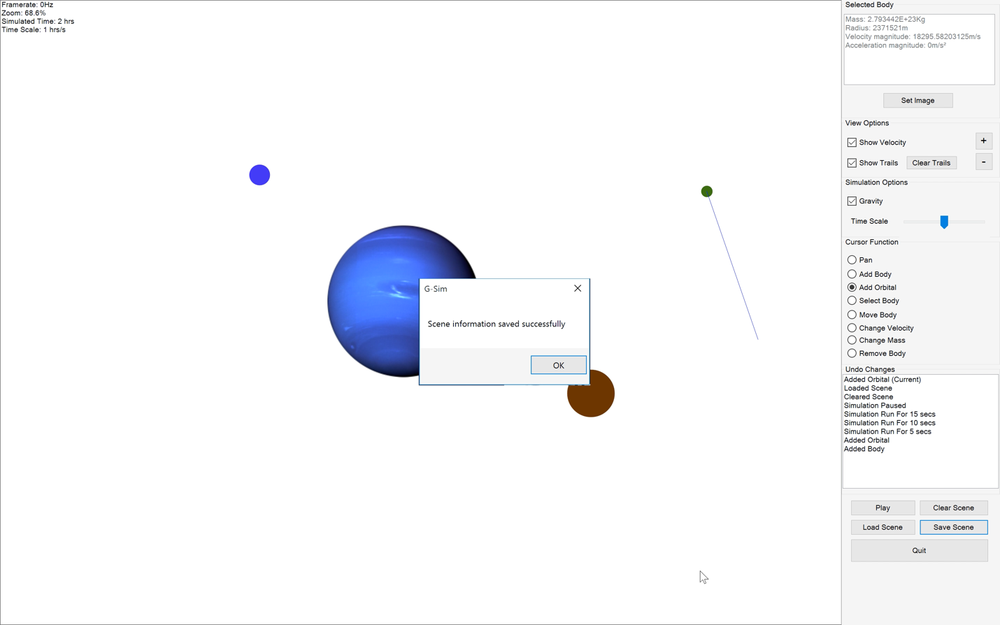 Framerate: 0Hz
Zoom: 68.6%
Simulated Time: 2 hrs
Time Scale: 1 hrs/s
G-Sim
Scene information saved successfully
OK
Selected Body
Mass: 2.793442E+23Kg
Radius: 2371521m
Velocity magnitude: 18295.58203125m/s
Acceleration magnitude: 0m/s²
Set Image
View Options
Show Velocity
+
Show Trails
Clear Trails
-
Simulation Options
Gravity
Time Scale
Cursor Function
Pan
Add Body
Add Orbital
Select Body
Move Body
Change Velocity
Change Mass
Remove Body
Undo Changes
Added Orbital (Current)
Loaded Scene
Cleared Scene
Simulation Paused
Simulation Run For 15 secs
Simulation Run For 10 secs
Simulation Run For 5 secs
Added Orbital
Added Body
Play
Clear Scene
Load Scene
Save Scene
Quit